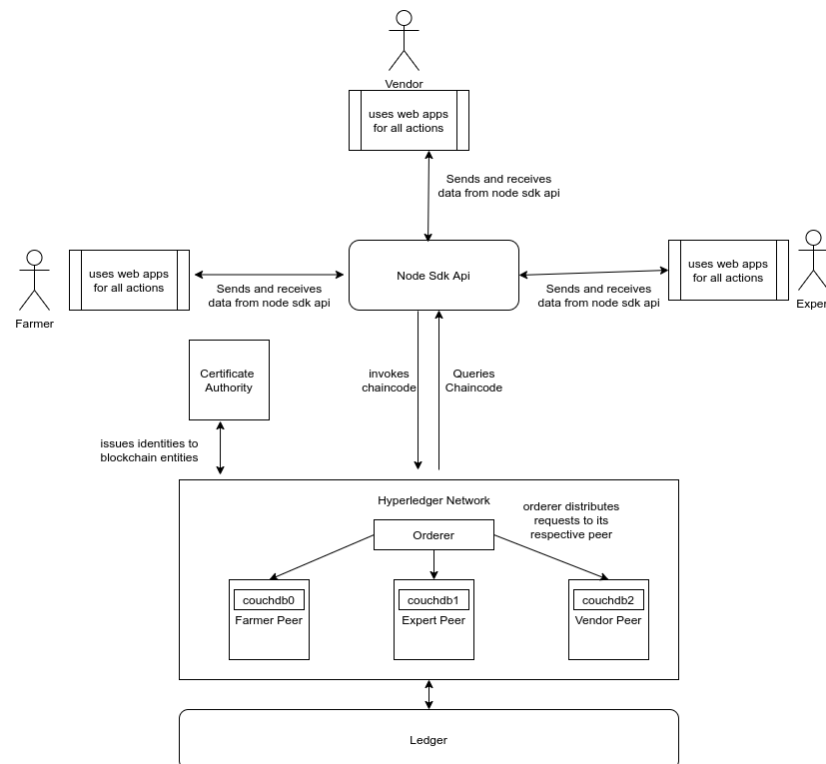 Vendor
uses web apps
for all actions
Sends and receives
data from node sdk api
Farmer
uses web apps
for all actions
Sends and receives
data from node sdk api
Node Sdk Api
Sends and receives
data from node sdk api
uses web apps
for all actions
Exper
Certificate
Authority
issues identities to
blockchain entities
invokes
chaincode
Queries
Chaincode
Hyperledger Network
Orderer
orderer distributes
requests to its
respective peer
couchdb0
Farmer Peer
couchdb1
Expert Peer
couchdb2
Vendor Peer
Ledger